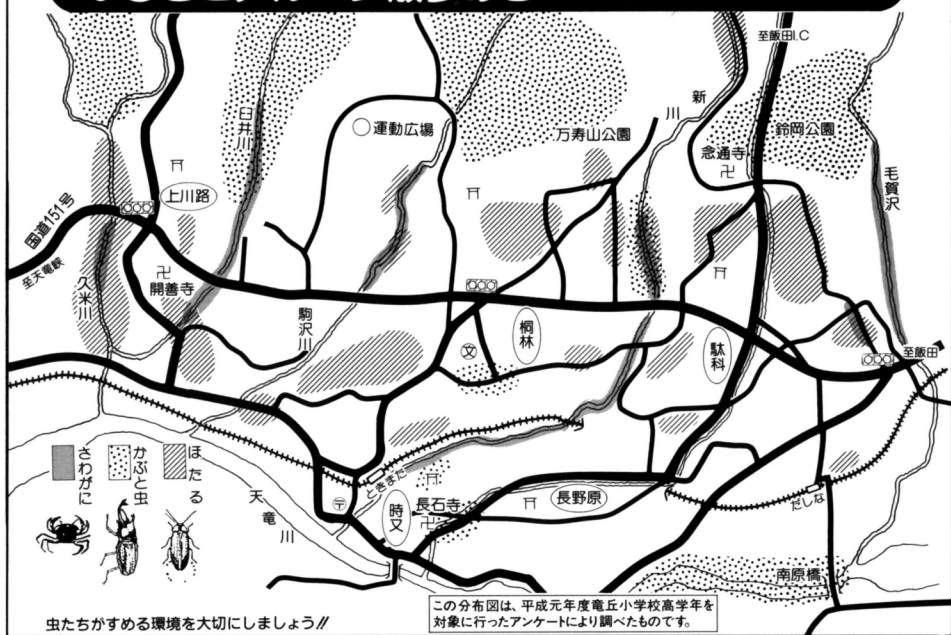 至飯田I.C
臼井川
運動広場
万寿山公園
新川
鈴岡公園
念通寺
毛賀沢
上川路
国道151号
至天竜峡
久米川
開善寺
駒沢川
桐林
文
駄科
至飯田
さわがに
かぶと虫
ほたる
天竜川
ときまた
〒
時又
長石寺
長野原
だしな
南原橋
虫たちがすめる環境を大切にしましょう!!
この分布図は、平成元年度竜丘小学校高学年を
対象に行ったアンケートにより調べたものです。